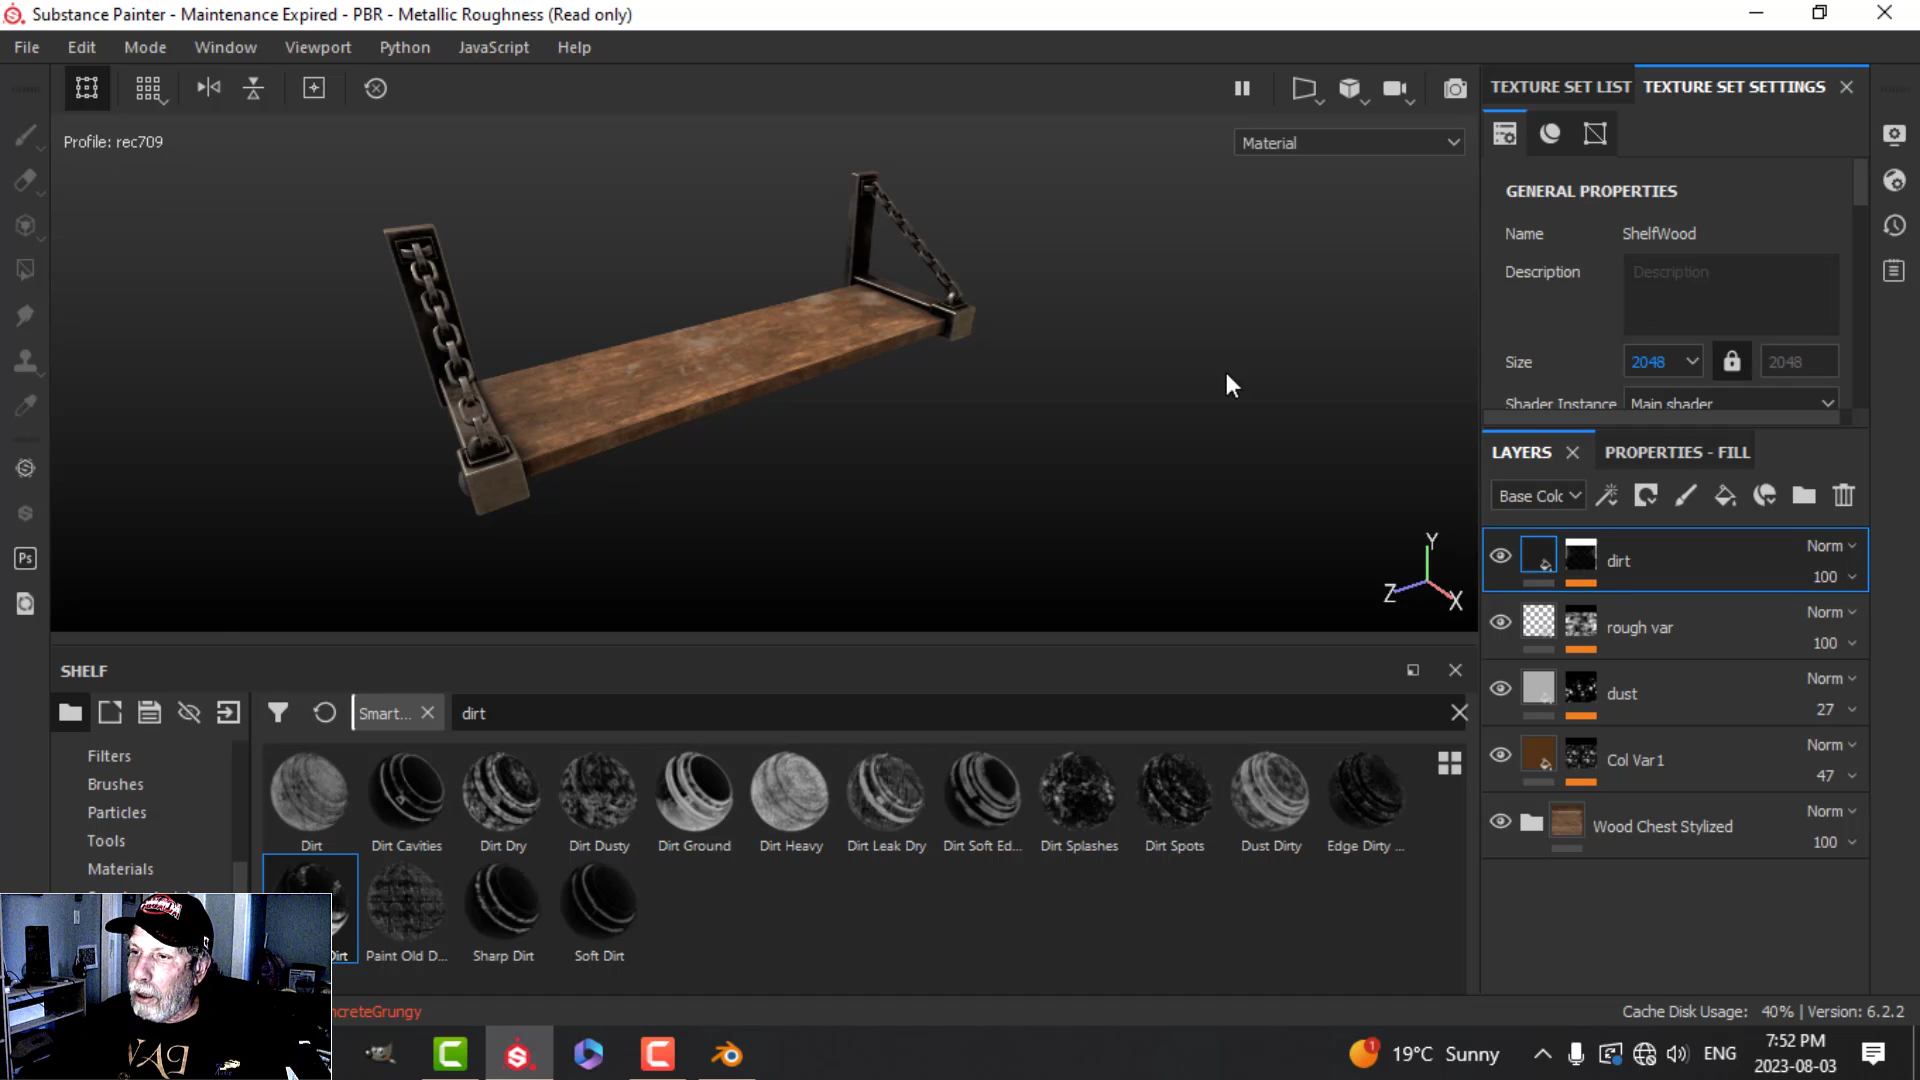 Substance Painter - Maintenance Expired - PBR - Metallic Roughness (Read only)
File Edit Mode Window Viewport Python JavaScript Help
Profile: rec709
Material
Y
Z
X
TEXTURE SET LIST TEXTURE SET SETTINGS
GENERAL PROPERTIES
Name ShelfWood
Description Description
Size 2048 2048
Shader Instance Main shader
LAYERS PROPERTIES - FILL
Base Colc
dirt Norm 100
rough var Norm 100
dust Norm 27
Col Var1 Norm 47
Wood Chest Stylized Norm 100
SHELF
Smart... dirt
Filters
Brushes
Particles
Tools
Materials
Dirt Dirt Cavities Dirt Dry Dirt Dusty Dirt Ground Dirt Heavy Dirt Leak Dry Dirt Soft Ed... Dirt Splashes Dirt Spots Dust Dirty Edge Dirty ...
Dirt Paint Old D... Sharp Dirt Soft Dirt
ncreteGrungy
Cache Disk Usage: 40% | Version: 6.2.2
Ps
1
19°C Sunny
ENG
7:52 PM
2023-08-03